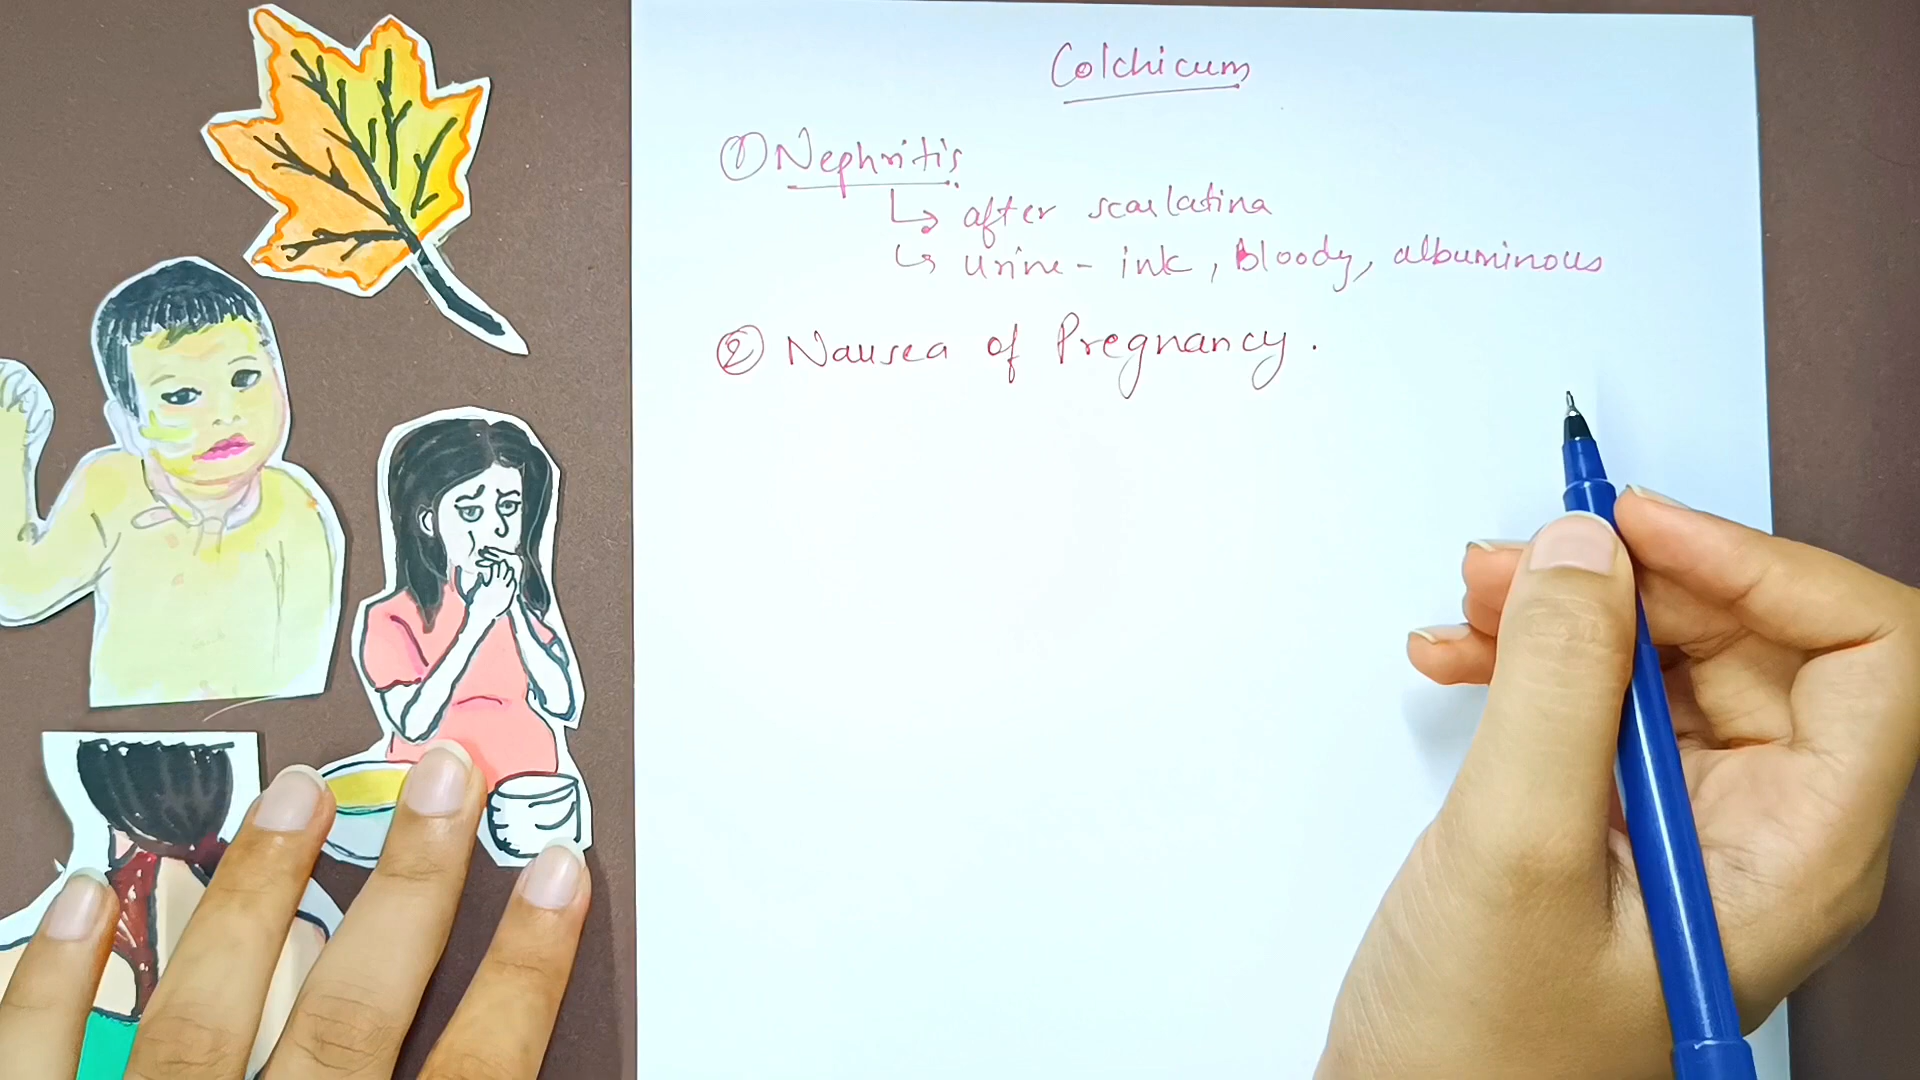 Colchicum
① Nephritis
↳ after scarlatina
↳ urine - ink, Bloody, albuminous
② Nausea of Pregnancy.